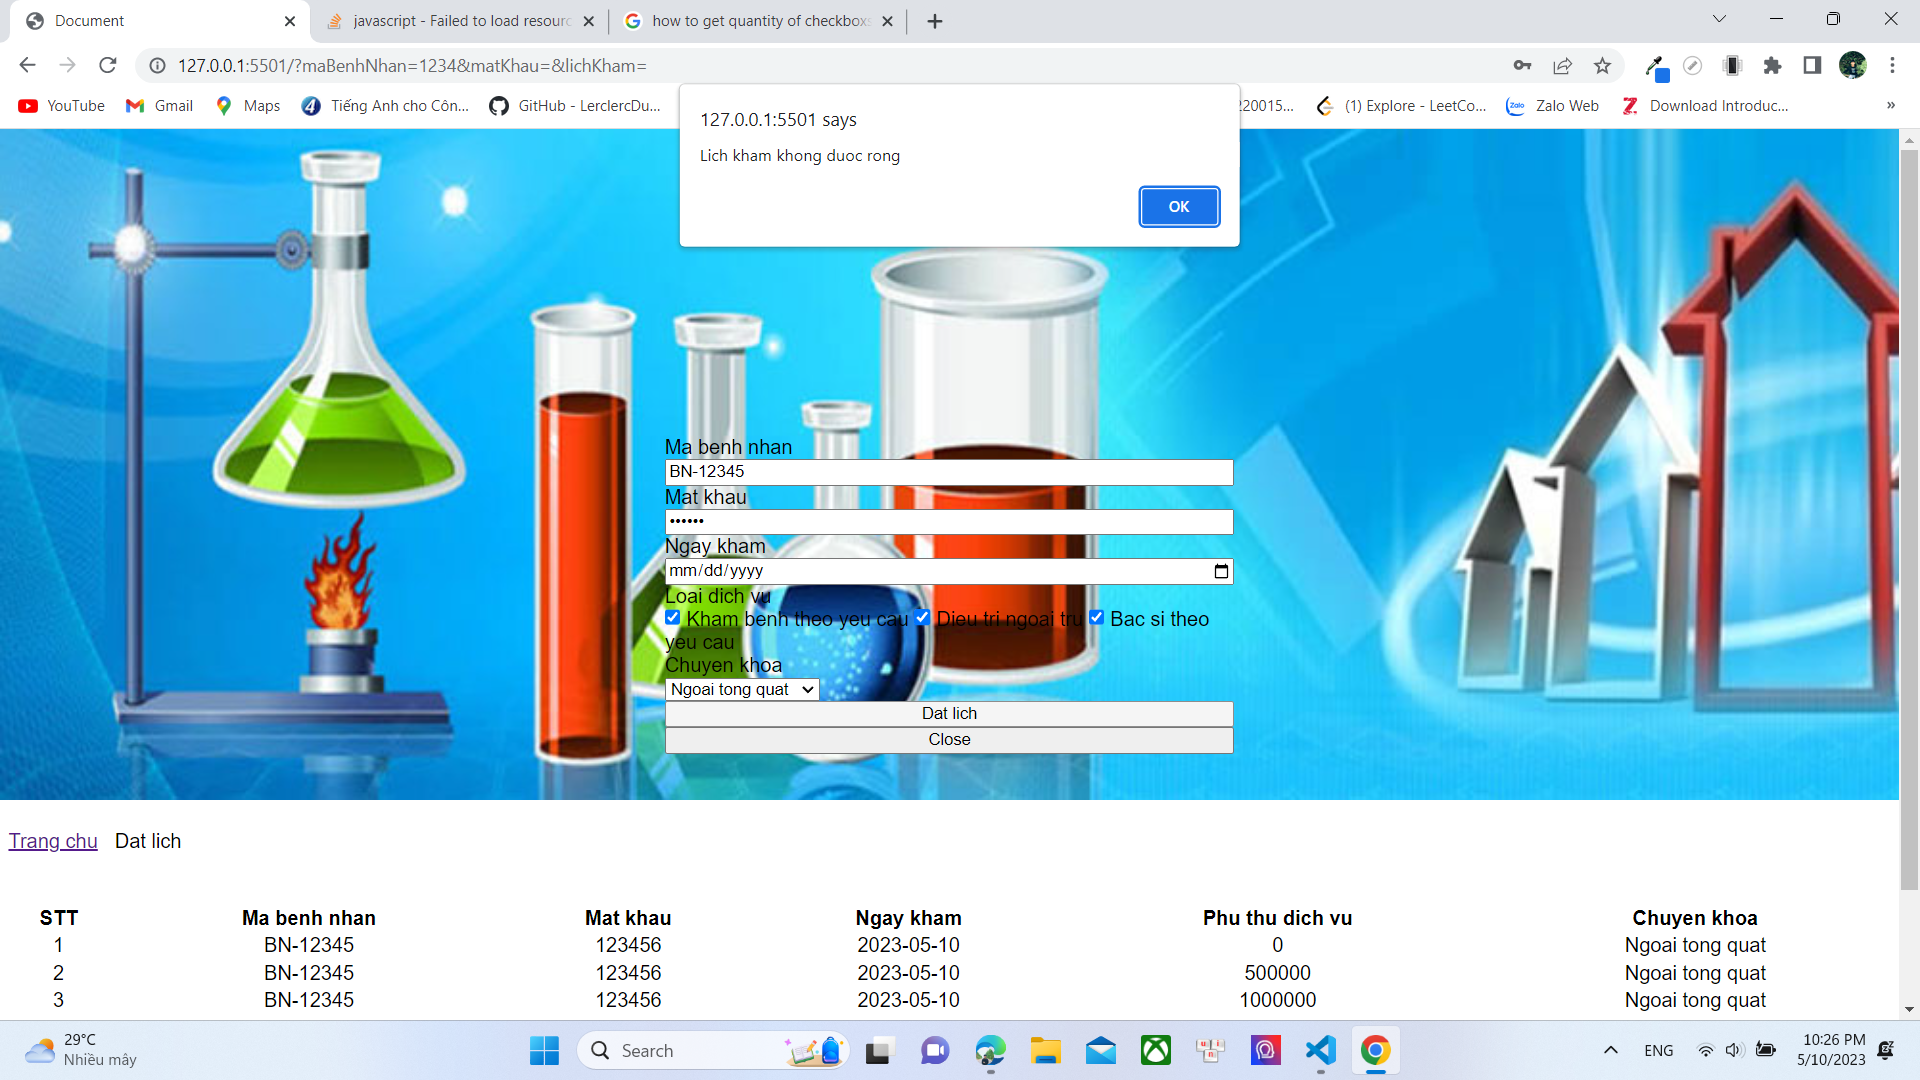 Document
javascript - Failed to load resourc
how to get quantity of checkboxs
127.0.0.1:5501/?maBenhNhan=1234&matKhau=&lichKham=
YouTube
Gmail
Maps
Tiếng Anh cho Côn...
GitHub - LerclercDu...
220015...
(1) Explore - LeetCo...
Zalo
Zalo Web
Download Introduc...
»
127.0.0.1:5501 says
Lich kham khong duoc rong
OK
Ma benh nhan
BN-12345
Mat khau
••••••
Ngay kham
mm/dd/yyyy
Loai dich vu
Kham benh theo yeu cau Dieu tri ngoai tru Bac si theo
yeu cau
Chuyen khoa
Ngoai tong quat
Dat lich
Close
Trang chu Dat lich
STT Ma benh nhan Mat khau Ngay kham Phu thu dich vu Chuyen khoa
1 BN-12345 123456 2023-05-10 0 Ngoai tong quat
2 BN-12345 123456 2023-05-10 500000 Ngoai tong quat
3 BN-12345 123456 2023-05-10 1000000 Ngoai tong quat
29°C
Nhiều mây
Search
ENG
10:26 PM
5/10/2023